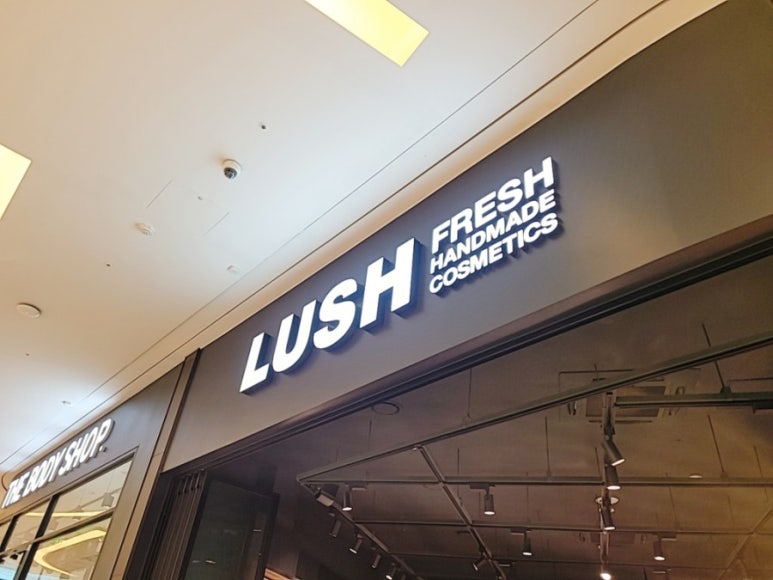 LUSH
FRESH
HANDMADE
COSMETICS
THE BODY SHOP.